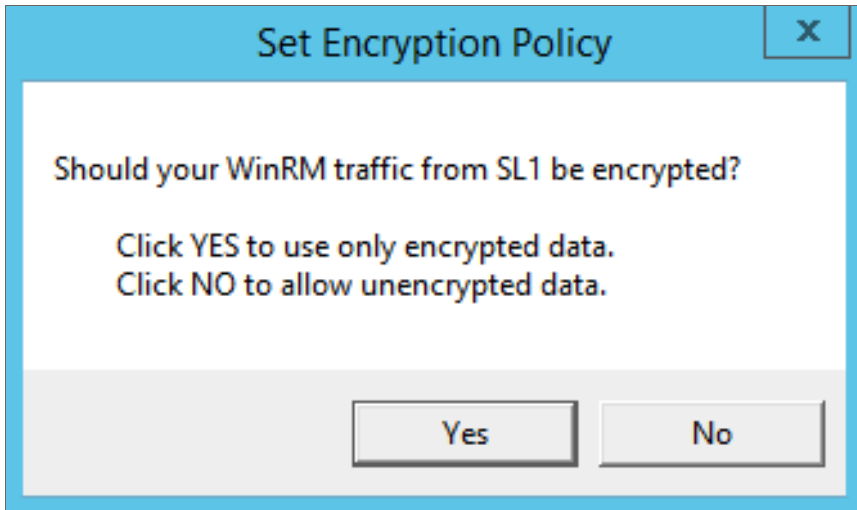 Set Encryption Policy
x
Should your WinRM traffic from SL1 be encrypted?
Click YES to use only encrypted data.
Click NO to allow unencrypted data.
Yes
No